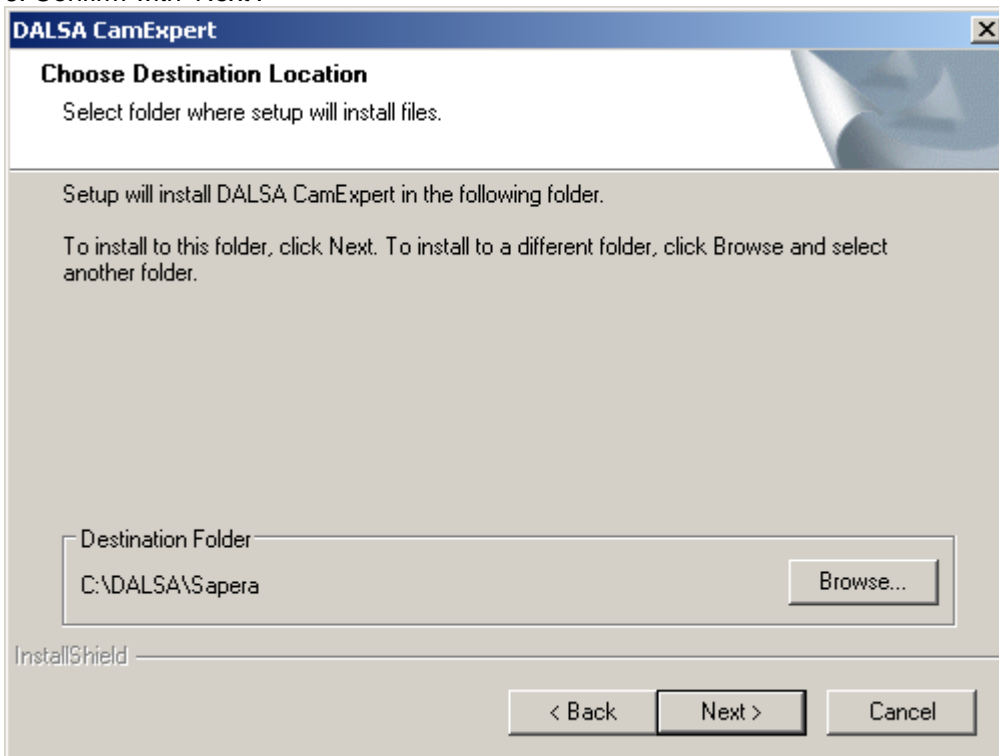 DALSA CamExpert
Choose Destination Location
Select folder where setup will install files.
Setup will install DALSA CamExpert in the following folder.
To install to this folder, click Next. To install to a different folder, click Browse and select
another folder.
Destination Folder
C:\DALSA\Sapera
Browse...
InstallShield
< Back
Next >
Cancel